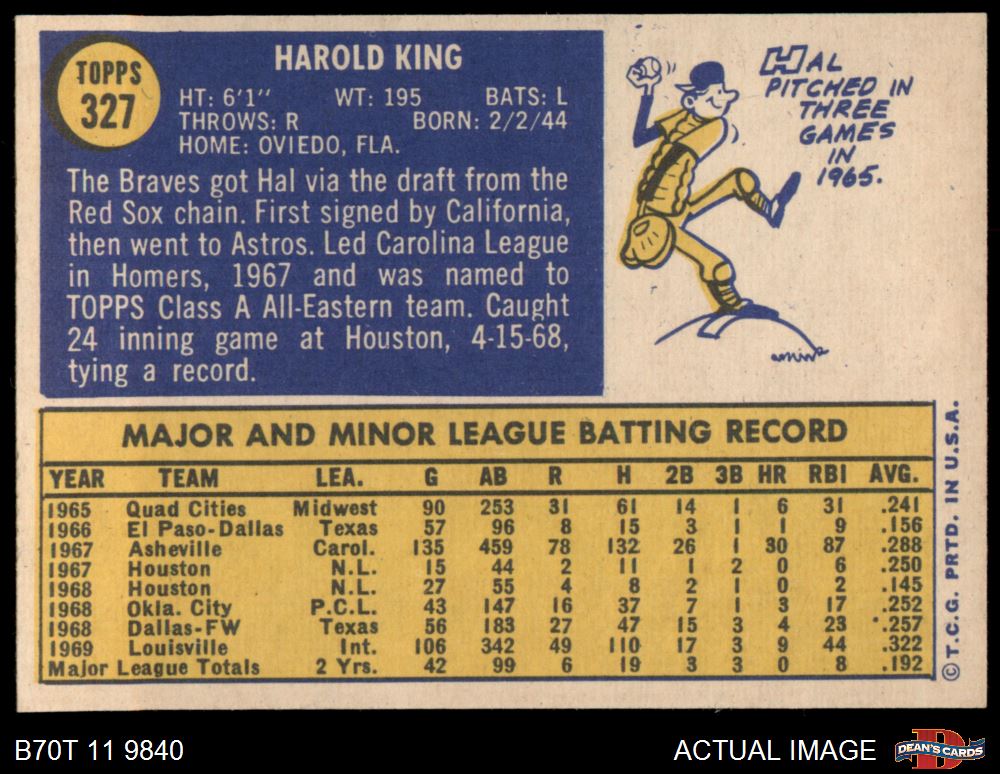 TOPPS
327
HAROLD KING
HT: 6'1" WT: 195 BATS: L
THROWS: R BORN: 2/2/44
HOME: OVIEDO, FLA.
The Braves got Hal via the draft from the
Red Sox chain. First signed by California,
then went to Astros. Led Carolina League
in Homers, 1967 and was named to
TOPPS Class A All-Eastern team. Caught
24 inning game at Houston, 4-15-68,
tying a record.
HAL
PITCHED IN
THREE
GAMES
IN
1965.
MAJOR AND MINOR LEAGUE BATTING RECORD
YEAR TEAM LEA. G AB R H 2B 3B HR RBI AVG.
1965 Quad Cities Midwest 90 253 31 61 14 1 6 31 .241
1966 El Paso-Dallas Texas 57 96 8 15 3 1 1 9 .156
1967 Asheville Carol. 135 459 78 132 26 1 30 87 .288
1967 Houston N.L. 15 44 2 11 1 2 0 6 .250
1968 Houston N.L. 27 55 4 8 2 1 0 2 .145
1968 Okla. City P.C.L. 43 147 16 37 7 1 3 17 .252
1968 Dallas-FW Texas 56 183 27 47 15 3 4 23 .257
1969 Louisville Int. 106 342 49 110 17 3 9 44 .322
Major League Totals 2 Yrs. 42 99 6 19 3 3 0 8 .192
© T.C.G. PRTD. IN U.S.A.
B70T 11 9840
ACTUAL IMAGE
D
DEAN'S CARDS